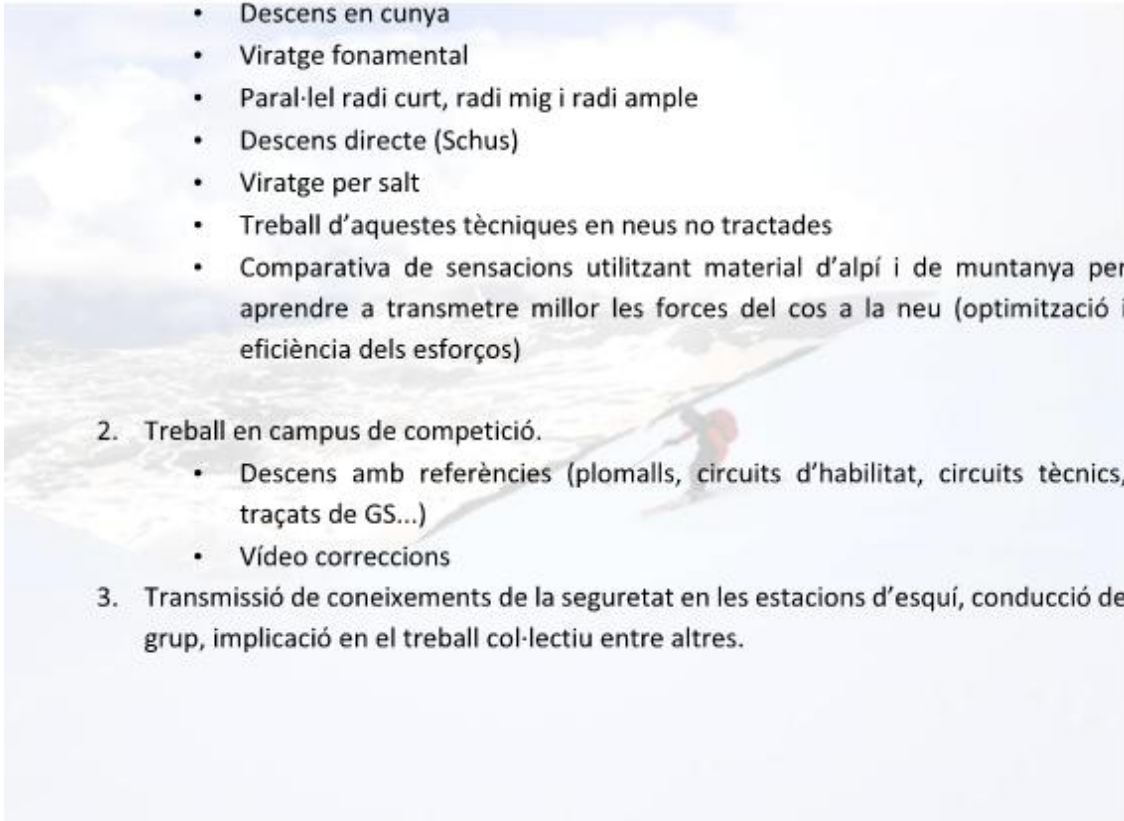 • Descens en cunya
• Viratge fonamental
• Paral·lel radi curt, radi mig i radi ample
• Descens directe (Schus)
• Viratge per salt
• Treball d'aquestes tècniques en neus no tractades
• Comparativa de sensacions utilitzant material d'alpí i de muntanya per
aprendre a transmetre millor les forces del cos a la neu (optimització i
eficiència dels esforços)
2. Treball en campus de competició.
• Descens amb referències (plomalls, circuits d'habilitat, circuits tècnics,
traçats de GS...)
• Vídeo correccions
3. Transmissió de coneixements de la seguretat en les estacions d'esquí, conducció de
grup, implicació en el treball col·lectiu entre altres.